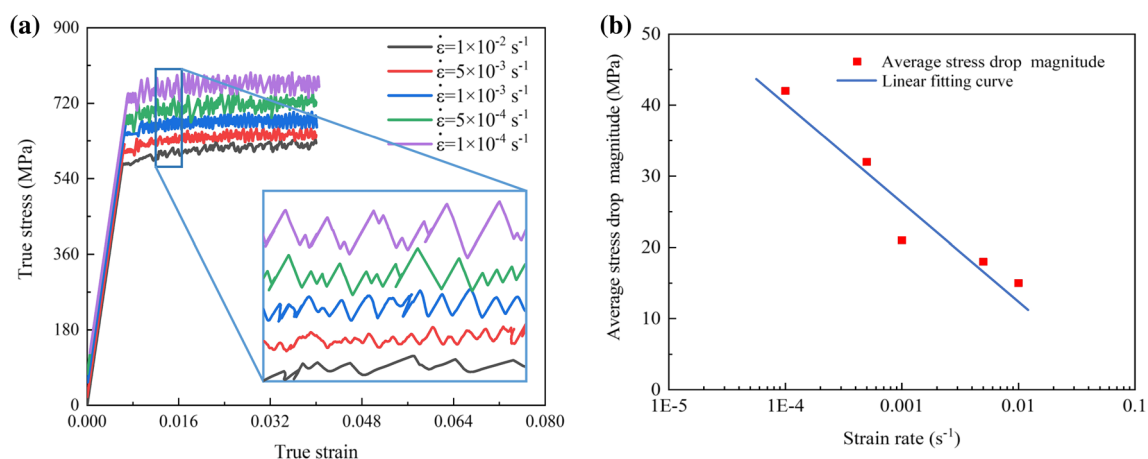 (a)
900
720
540
360
180
0
0.000 0.016 0.032 0.048 0.064 0.080
True stress (MPa)
True strain
ε̇=1×10⁻² s⁻¹
ε̇=5×10⁻³ s⁻¹
ε̇=1×10⁻³ s⁻¹
ε̇=5×10⁻⁴ s⁻¹
ε̇=1×10⁻⁴ s⁻¹
(b)
50
40
30
20
10
0
1E-5 1E-4 0.001 0.01 0.1
Average stress drop magnitude (MPa)
Strain rate (s⁻¹)
Average stress drop magnitude
Linear fitting curve